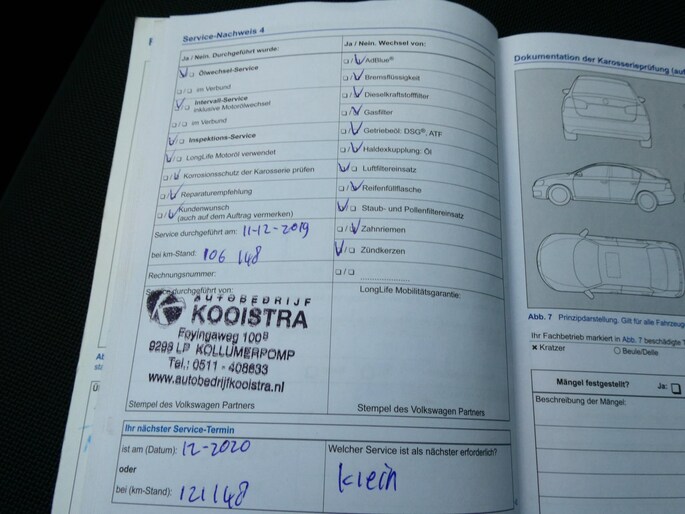 Service-Nachweis 4
Ja / Nein. Durchgeführt wurde:
Ölwechsel-Service
im Verbund
Intervall-Service
inklusive Motorölwechsel
im Verbund
Inspektions-Service
LongLife Motoröl verwendet
Korrosionsschutz der Karosserie prüfen
Reparaturempfehlung
Kundenwunsch
(auch auf dem Auftrag vermerken)
Service durchgeführt am: 11-12-2019
bei km-Stand: 106 148
Rechnungsnummer:
Service durchgeführt von:
AUTOBEDRIJF
KOOISTRA
Foyingaweg 100B
9298 LP KOLLUMERPOMP
Tel.: 0511 - 408633
www.autobedrijfkooistra.nl
Stempel des Volkswagen Partners
Ja / Nein. Wechsel von:
AdBlue®
Bremsflüssigkeit
Dieselkraftstofffilter
Gasfilter
Getriebeöl: DSG®, ATF
Haldexkupplung: Öl
Luftfiltereinsatz
Reifenfüllflasche
Staub- und Pollenfiltereinsatz
Zahnriemen
Zündkerzen
LongLife Mobilitätsgarantie:
Stempel des Volkswagen Partners
Ihr nächster Service-Termin
ist am (Datum): 12-2020
oder
bei (km-Stand): 121148
Welcher Service ist als nächster erforderlich?
Klein
Dokumentation der Karosserieprüfung (auf
Abb. 7 Prinzipdarstellung. Gilt für alle Fahrzeug
Ihr Fachbetrieb markiert in Abb. 7 beschädigte
× Kratzer
○ Beule/Delle
Mängel festgestellt? Ja:
Beschreibung der Mängel: